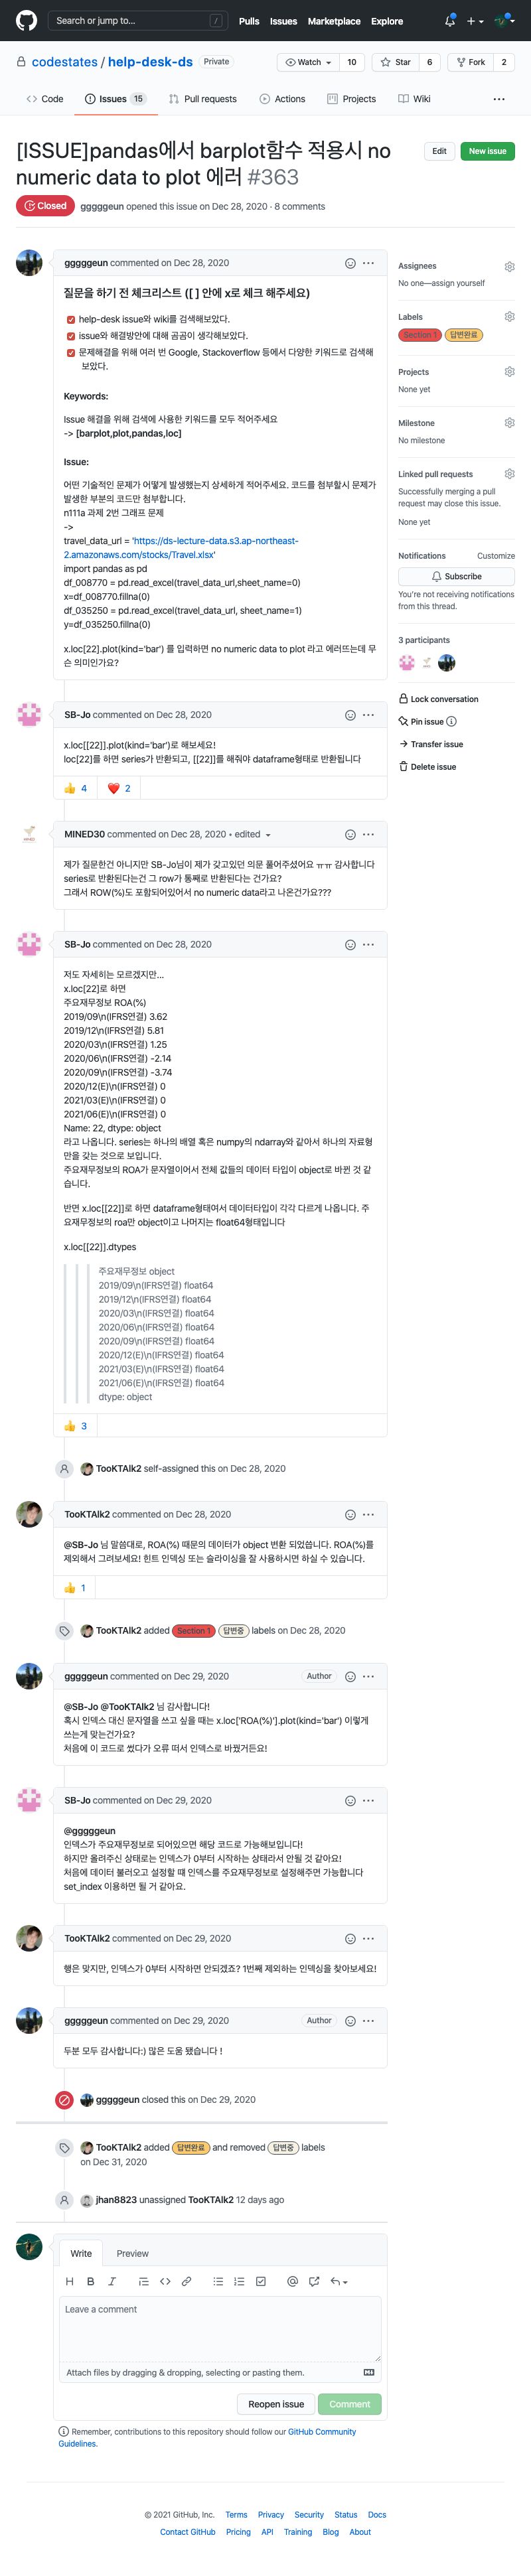 Search or jump to... /
Pulls Issues Marketplace Explore
codestates / help-desk-ds Private
Watch 10 Star 6 Fork 2
Code Issues 15 Pull requests Actions Projects Wiki
[ISSUE]pandas에서 barplot함수 적용시 no
numeric data to plot 에러 #363
Edit New issue
Closed gggggeun opened this issue on Dec 28, 2020 · 8 comments
gggggeun commented on Dec 28, 2020
질문을 하기 전 체크리스트 ([ ] 안에 x로 체크 해주세요)
help-desk issue와 wiki를 검색해보았다.
issue와 해결방안에 대해 곰곰이 생각해보았다.
문제해결을 위해 여러 번 Google, Stackoverflow 등에서 다양한 키워드로 검색해
보았다.
Keywords:
Issue 해결을 위해 검색에 사용한 키워드를 모두 적어주세요
-> [barplot,plot,pandas,loc]
Issue:
어떤 기술적인 문제가 어떻게 발생했는지 상세하게 적어주세요. 코드를 첨부할시 문제가
발생한 부분의 코드만 첨부합니다.
n111a 과제 2번 그래프 문제
->
travel_data_url = 'https://ds-lecture-data.s3.ap-northeast-
2.amazonaws.com/stocks/Travel.xlsx'
import pandas as pd
df_008770 = pd.read_excel(travel_data_url,sheet_name=0)
x=df_008770.fillna(0)
df_035250 = pd.read_excel(travel_data_url, sheet_name=1)
y=df_035250.fillna(0)
x.loc[22].plot(kind='bar') 를 입력하면 no numeric data to plot 라고 에러뜨는데 무
슨 의미인가요?
Assignees
No one—assign yourself
Labels
Section 1 답변완료
Projects
None yet
Milestone
No milestone
Linked pull requests
Successfully merging a pull
request may close this issue.
None yet
Notifications Customize
Subscribe
You're not receiving notifications
from this thread.
3 participants
Lock conversation
Pin issue
Transfer issue
Delete issue
SB-Jo commented on Dec 28, 2020
x.loc[[22]].plot(kind='bar')로 해보세요!
loc[22]를 하면 series가 반환되고, [[22]]를 해줘야 dataframe형태로 반환됩니다
👍 4 ❤️ 2
MINED30 commented on Dec 28, 2020 • edited
제가 질문한건 아니지만 SB-Jo님이 제가 갖고있던 의문 풀어주셨어요 ㅠㅠ 감사합니다
series로 반환된다는건 그 row가 통째로 반환된다는 건가요?
그래서 ROW(%)도 포함되어있어서 no numeric data라고 나온건가요???
SB-Jo commented on Dec 28, 2020
저도 자세히는 모르겠지만...
x.loc[22]로 하면
주요재무정보 ROA(%)
2019/09\n(IFRS연결) 3.62
2019/12\n(IFRS연결) 5.81
2020/03\n(IFRS연결) 1.25
2020/06\n(IFRS연결) -2.14
2020/09\n(IFRS연결) -3.74
2020/12(E)\n(IFRS연결) 0
2021/03(E)\n(IFRS연결) 0
2021/06(E)\n(IFRS연결) 0
Name: 22, dtype: object
라고 나옵니다. series는 하나의 배열 혹은 numpy의 ndarray와 같아서 하나의 자료형
만을 갖는 것으로 보입니다.
주요재무정보의 ROA가 문자열이어서 전체 값들의 데이터 타입이 object로 바뀐 것 같
습니다.
반면 x.loc[[22]]로 하면 dataframe형태여서 데이터타입이 각각 다르게 나옵니다. 주
요재무정보의 roa만 object이고 나머지는 float64형태입니다
x.loc[[22]].dtypes
주요재무정보 object
2019/09\n(IFRS연결) float64
2019/12\n(IFRS연결) float64
2020/03\n(IFRS연결) float64
2020/06\n(IFRS연결) float64
2020/09\n(IFRS연결) float64
2020/12(E)\n(IFRS연결) float64
2021/03(E)\n(IFRS연결) float64
2021/06(E)\n(IFRS연결) float64
dtype: object
👍 3
TooKTAlk2 self-assigned this on Dec 28, 2020
TooKTAlk2 commented on Dec 28, 2020
@SB-Jo 님 말씀대로, ROA(%) 때문의 데이터가 object 변환 되었씁니다. ROA(%)를
제외해서 그려보세요! 힌트 인덱싱 또는 슬라이싱을 잘 사용하시면 하실 수 있습니다.
👍 1
TooKTAlk2 added Section 1 답변중 labels on Dec 28, 2020
gggggeun commented on Dec 29, 2020 Author
@SB-Jo @TooKTAlk2 님 감사합니다!
혹시 인덱스 대신 문자열을 쓰고 싶을 때는 x.loc['ROA(%)'].plot(kind='bar') 이렇게
쓰는게 맞는건가요?
처음에 이 코드로 썼다가 오류 떠서 인덱스로 바꿨거든요!
SB-Jo commented on Dec 29, 2020
@gggggeun
인덱스가 주요재무정보로 되어있으면 해당 코드로 가능해보입니다!
하지만 올려주신 상태로는 인덱스가 0부터 시작하는 상태라서 안될 것 같아요!
처음에 데이터 불러오고 설정할 때 인덱스를 주요재무정보로 설정해주면 가능합니다
set_index 이용하면 될 거 같아요.
TooKTAlk2 commented on Dec 29, 2020
행은 맞지만, 인덱스가 0부터 시작하면 안되겠죠? 1번째 제외하는 인덱싱을 찾아보세요!
gggggeun commented on Dec 29, 2020 Author
두분 모두 감사합니다:) 많은 도움 됐습니다 !
gggggeun closed this on Dec 29, 2020
TooKTAlk2 added 답변완료 and removed 답변중 labels
on Dec 31, 2020
jhan8823 unassigned TooKTAlk2 12 days ago
Write Preview
Leave a comment
Attach files by dragging & dropping, selecting or pasting them.
Reopen issue Comment
Remember, contributions to this repository should follow our GitHub Community
Guidelines.
© 2021 GitHub, Inc. Terms Privacy Security Status Docs
Contact GitHub Pricing API Training Blog About